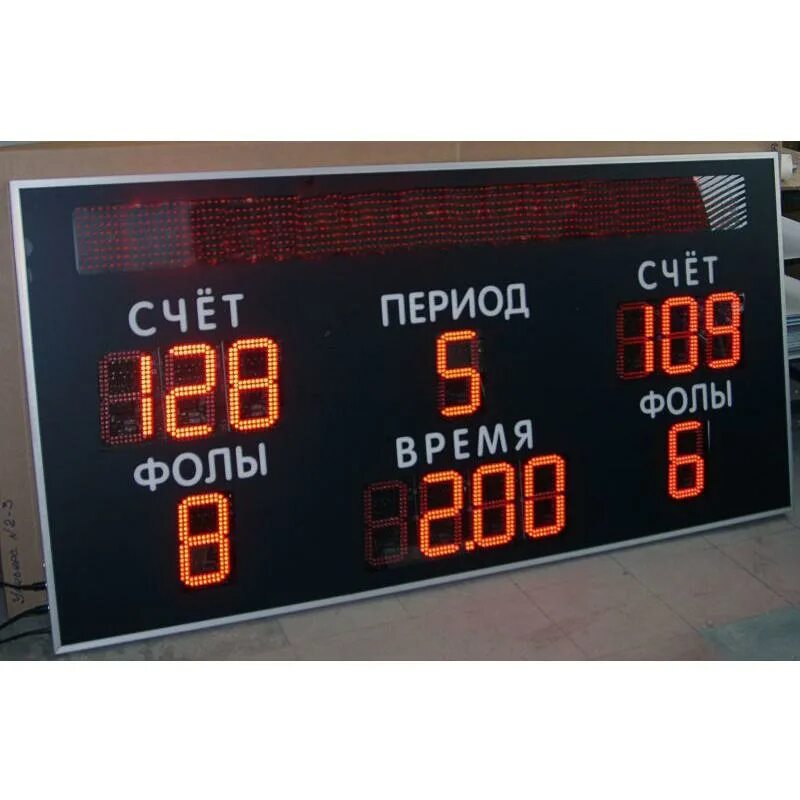 СЧЁТ ПЕРИОД СЧЁТ
128 5 109
ФОЛЫ ВРЕМЯ ФОЛЫ
8 2.00 6